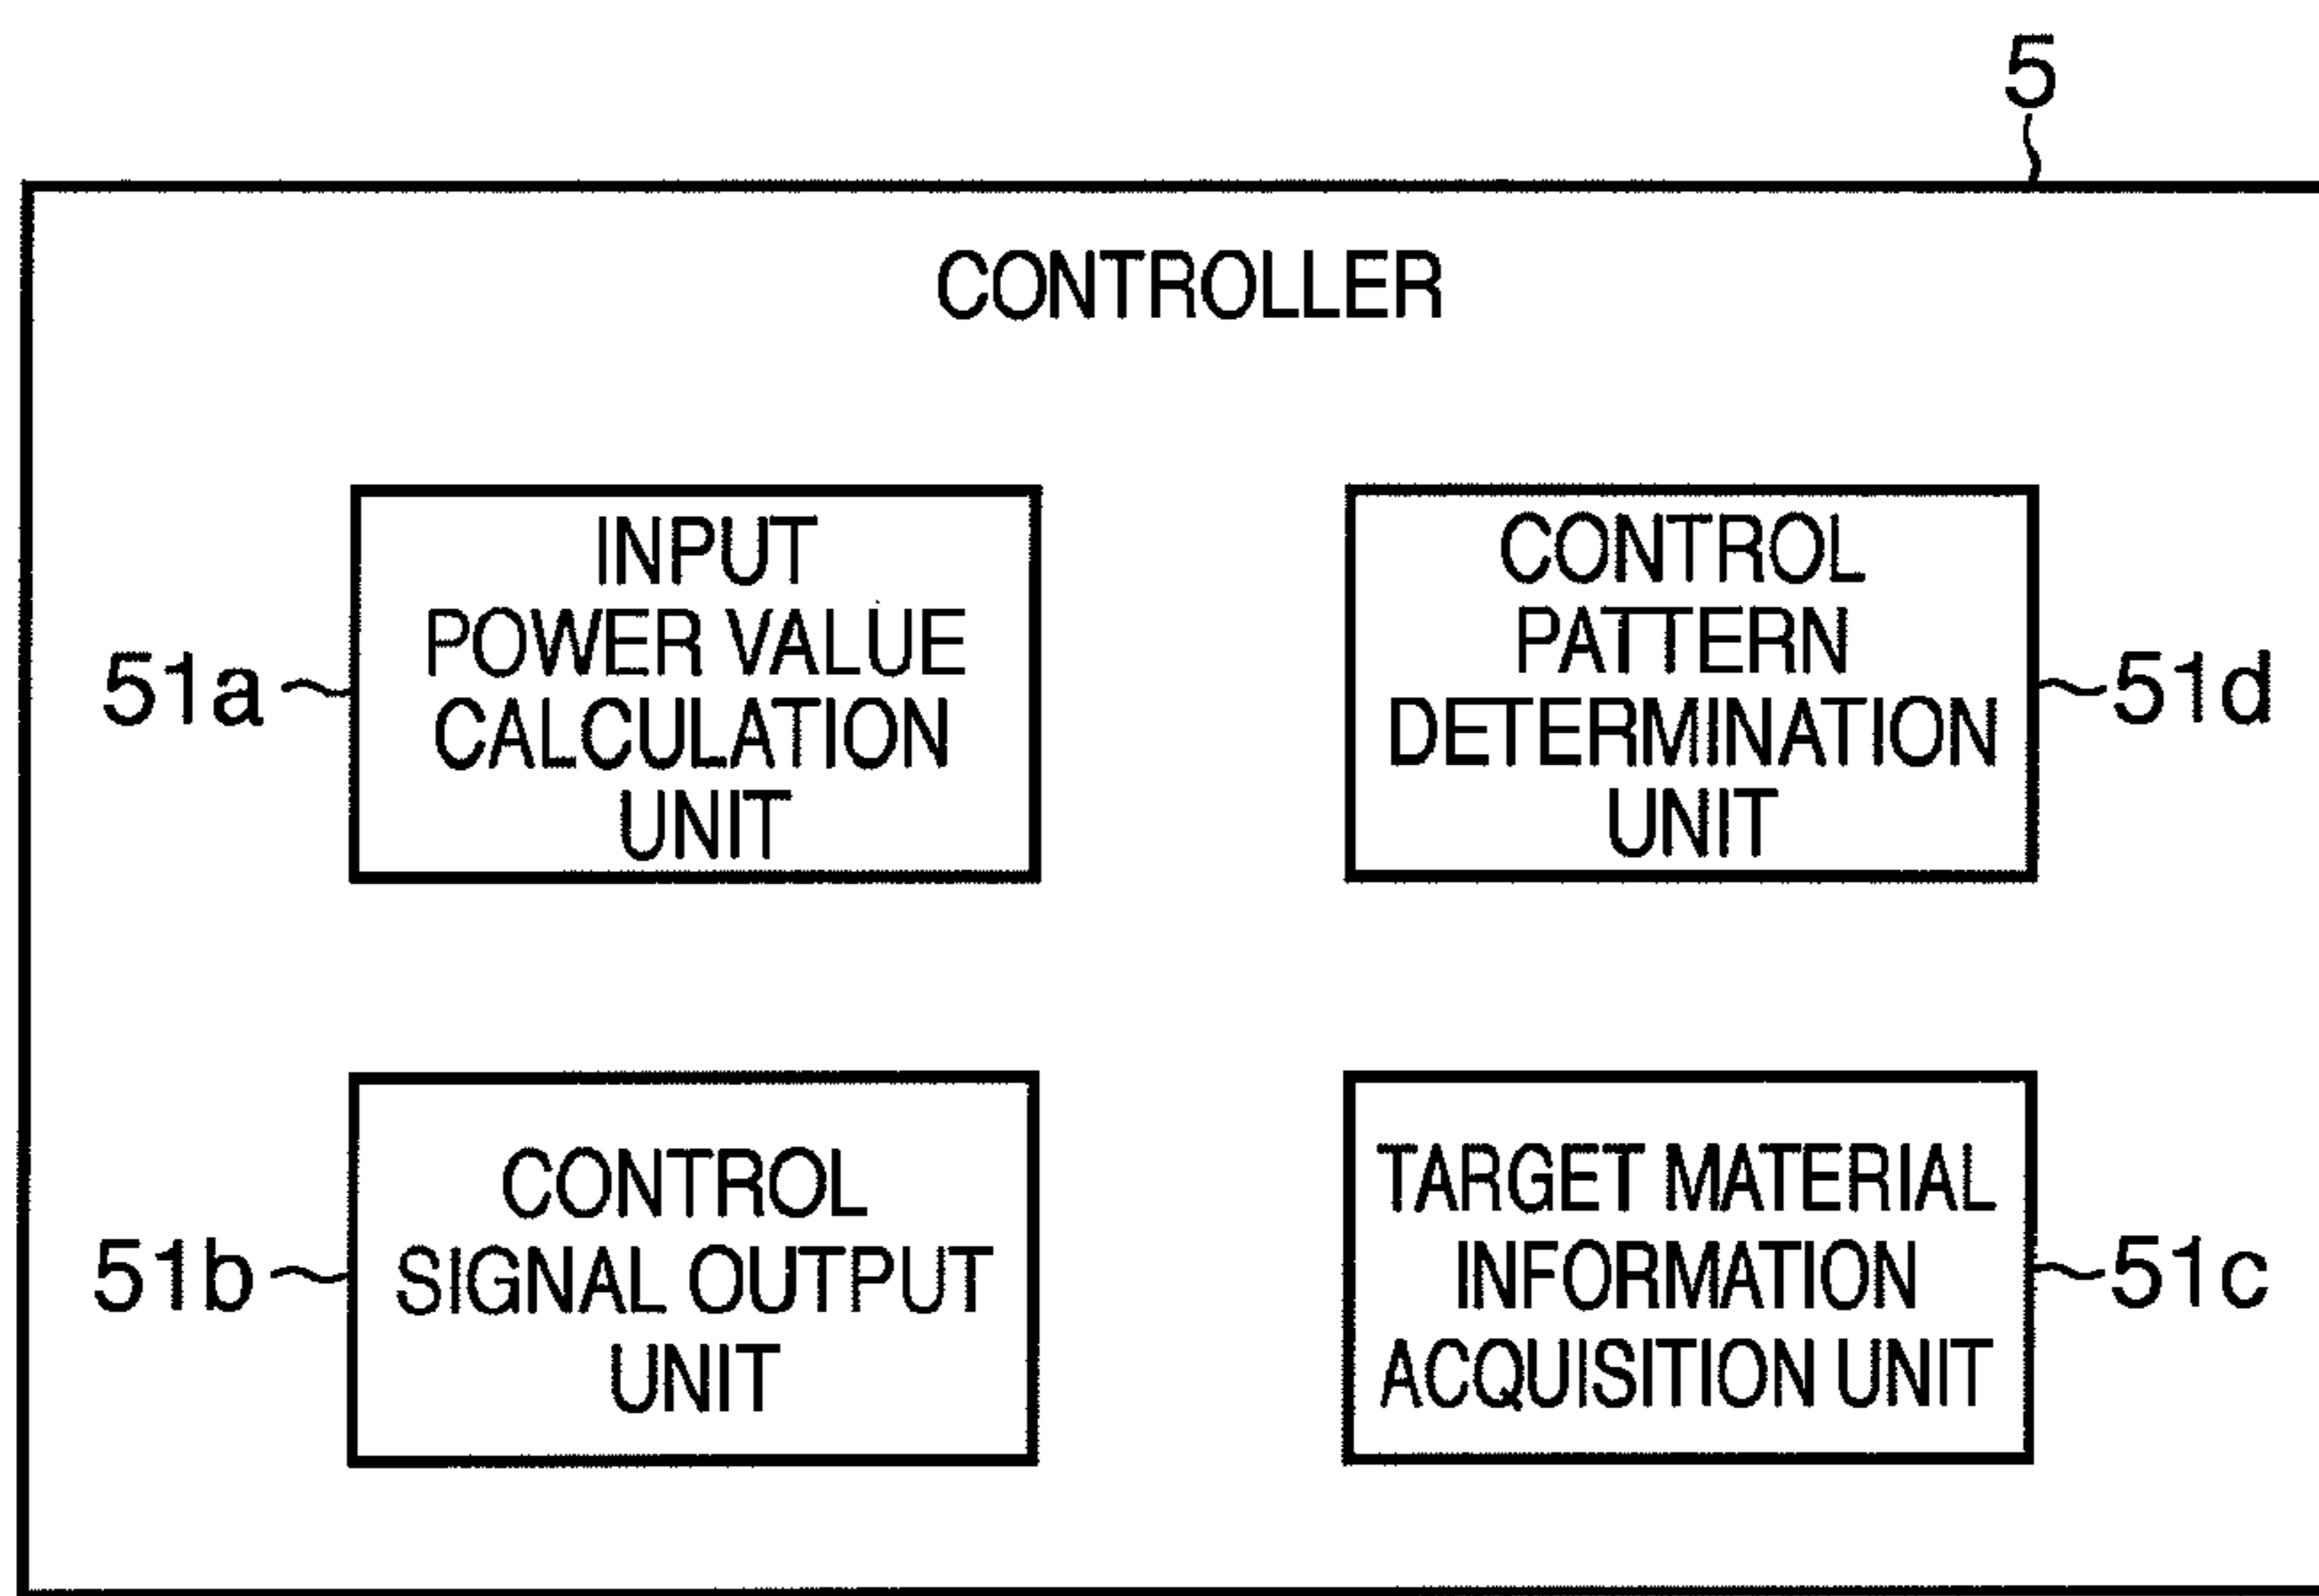 5
CONTROLLER
INPUT
POWER VALUE
CALCULATION
UNIT
51a
CONTROL
PATTERN
DETERMINATION
UNIT
51d
CONTROL
SIGNAL OUTPUT
UNIT
51b
TARGET MATERIAL
INFORMATION
ACQUISITION UNIT
51c